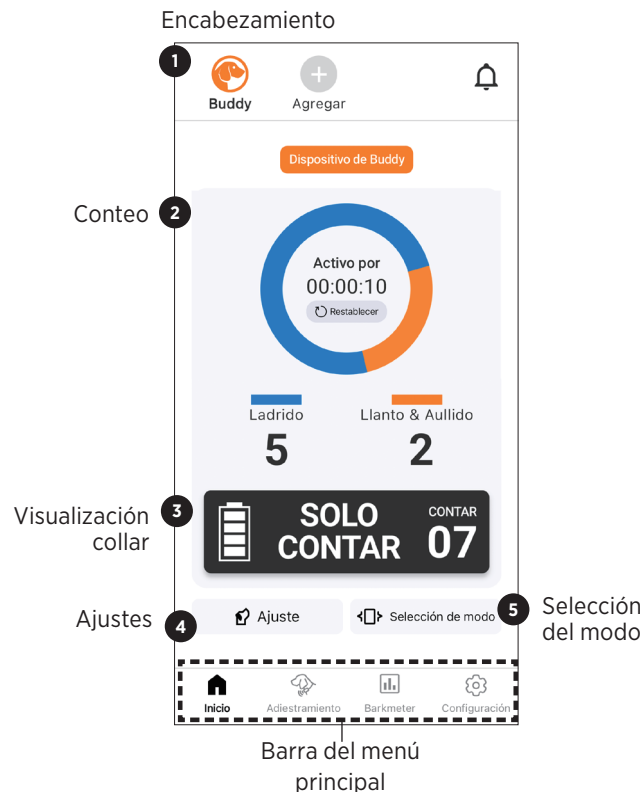 Encabezamiento
1
Buddy
Agregar
Dispositivo de Buddy
Conteo
2
Activo por
00:00:10
Restablecer
Ladrido
Llanto & Aullido
5
2
Visualización
collar
3
SOLO
CONTAR
CONTAR
07
Ajustes
4
Ajuste
Selección de modo
5
Selección
del modo
Inicio
Adiestramiento
Barkmeter
Configuración
Barra del menú
principal